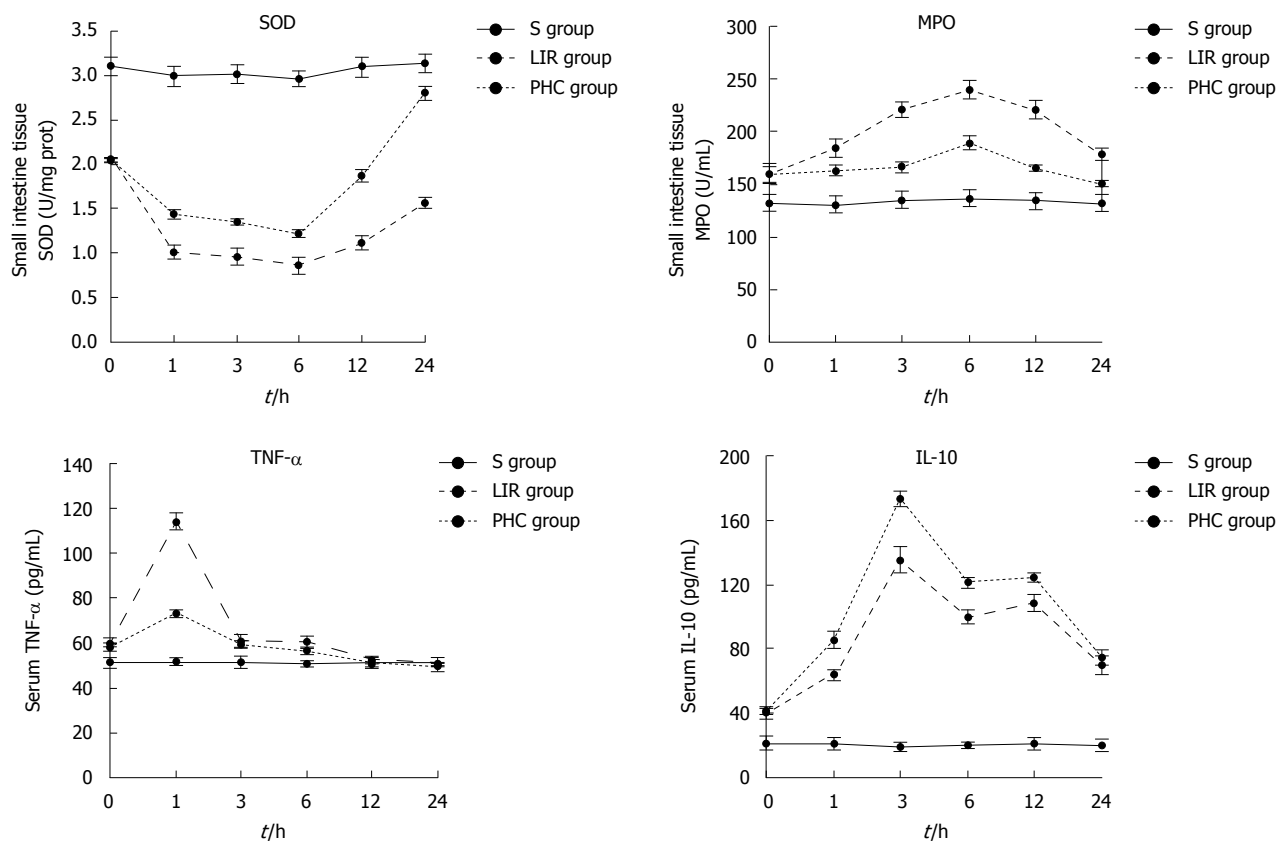 SOD
3.5
3.0
2.5
2.0
1.5
1.0
0.5
0.0
Small intestine tissue
SOD (U/mg prot)
0 1 3 6 12 24
t/h
S group
LIR group
PHC group
MPO
300
250
200
150
100
50
0
Small intestine tissue
MPO (U/mL)
0 1 3 6 12 24
t/h
S group
LIR group
PHC group
TNF-α
140
120
100
80
60
40
20
0
Serum TNF-α (pg/mL)
0 1 3 6 12 24
t/h
S group
LIR group
PHC group
IL-10
200
160
120
80
40
0
Serum IL-10 (pg/mL)
0 1 3 6 12 24
t/h
S group
LIR group
PHC group